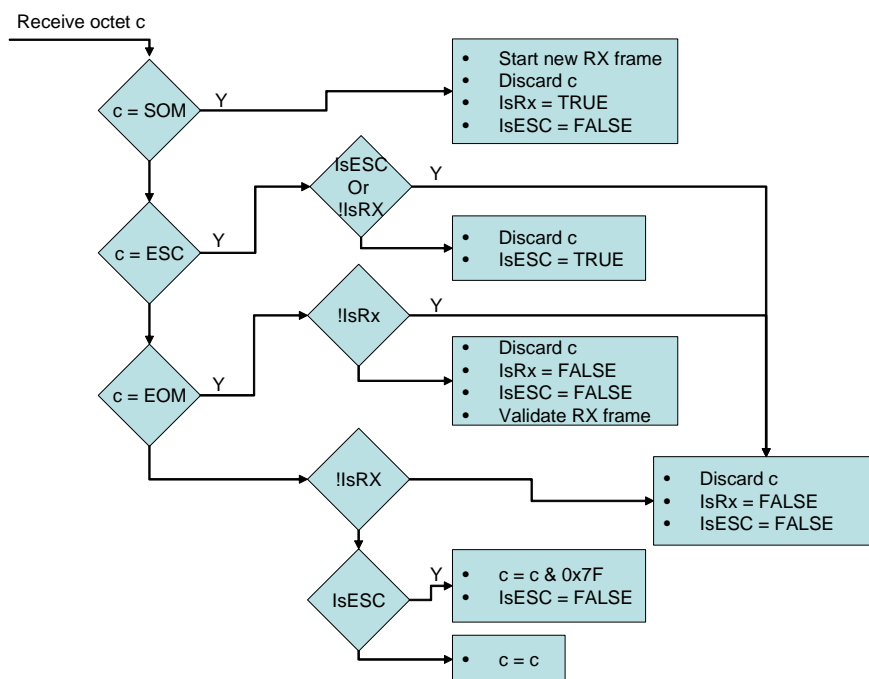 Receive octet c
c = SOM
Y
• Start new RX frame
• Discard c
• IsRx = TRUE
• IsESC = FALSE
c = ESC
Y
IsESC
Or
!IsRX
Y
• Discard c
• IsESC = TRUE
c = EOM
Y
!IsRx
Y
• Discard c
• IsRx = FALSE
• IsESC = FALSE
• Validate RX frame
!IsRX
• Discard c
• IsRx = FALSE
• IsESC = FALSE
IsESC
Y
• c = c & 0x7F
• IsESC = FALSE
• c = c